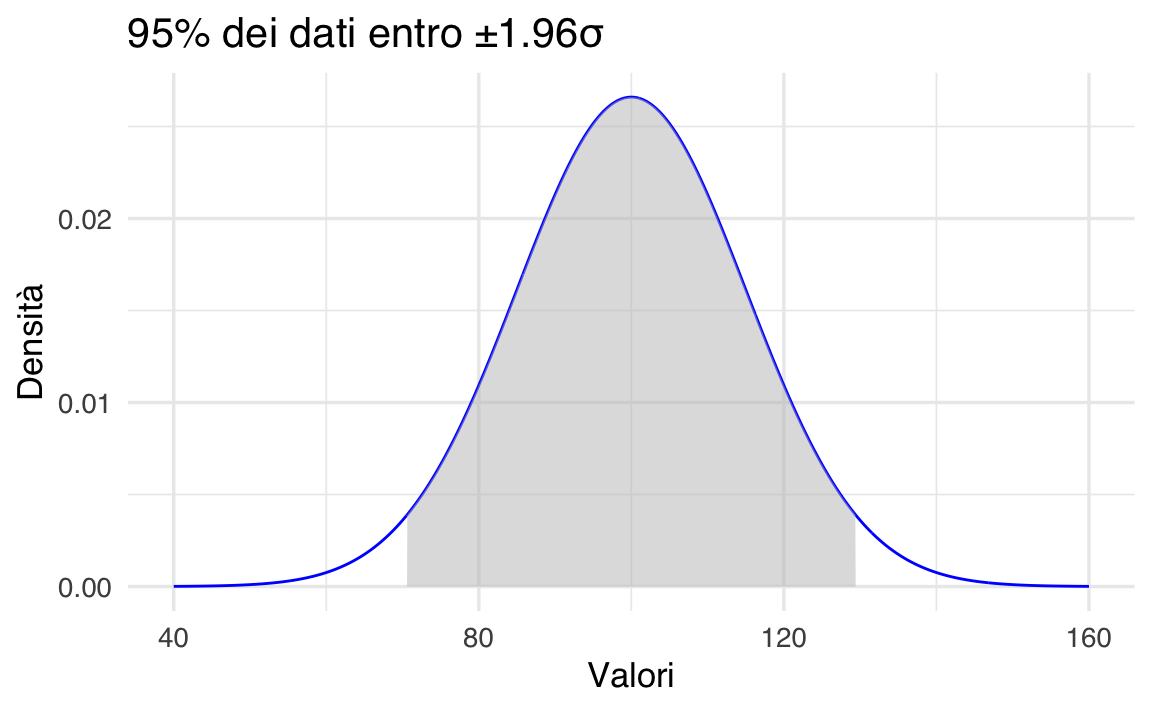 95% dei dati entro ±1.96σ
Densità
0.02
0.01
0.00
40 80 120 160
Valori